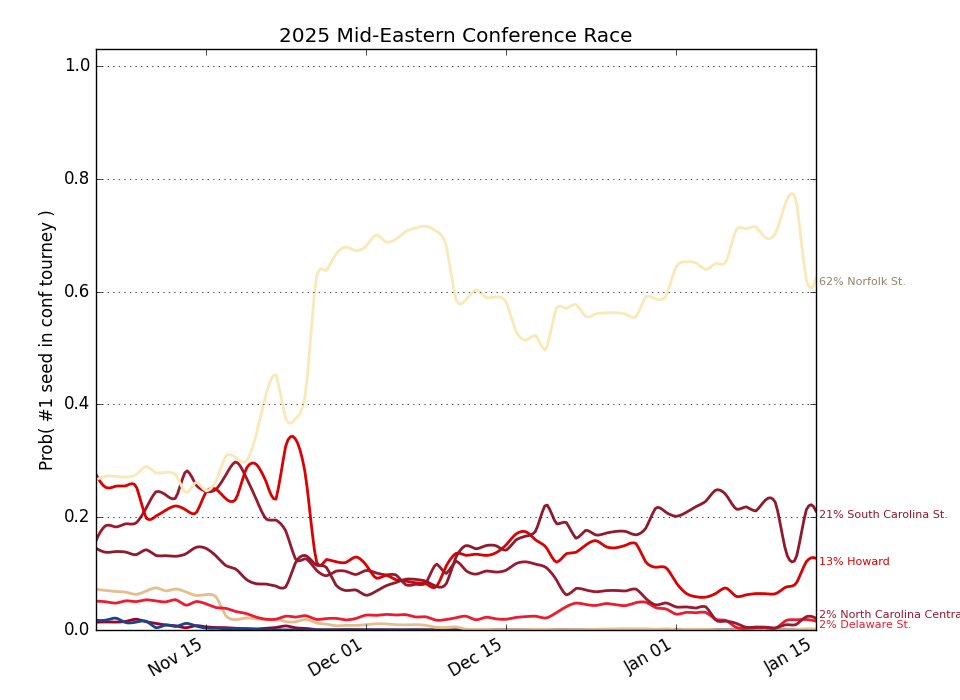 2025 Mid-Eastern Conference Race
Prob( #1 seed in conf tourney )
1.0
0.8
0.6
0.4
0.2
0.0
62% Norfolk St.
21% South Carolina St.
13% Howard
2% North Carolina Centra
2% Delaware St.
Nov 15
Dec 01
Dec 15
Jan 01
Jan 15